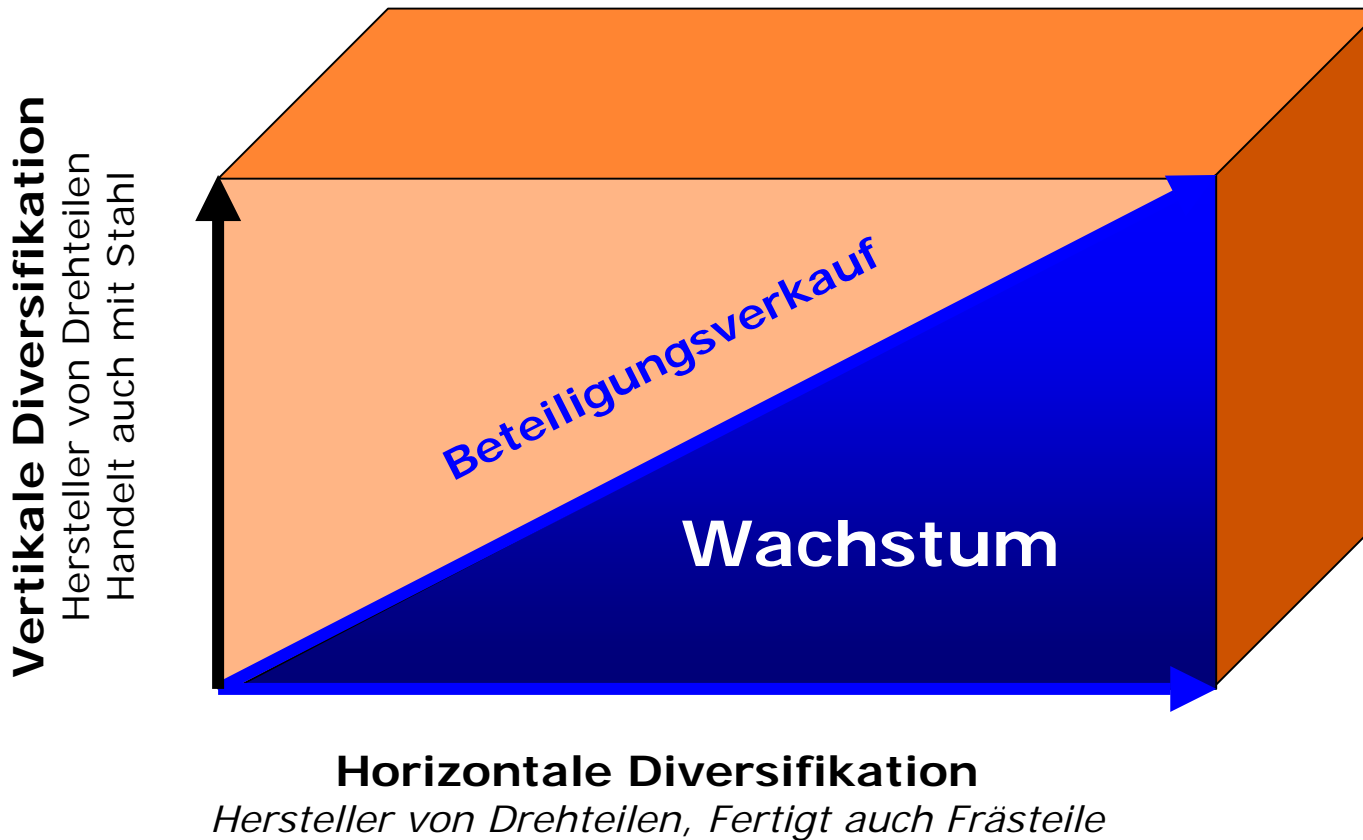 Vertikale Diversifikation
Hersteller von Drehteilen
Handelt auch mit Stahl
Beteiligungsverkauf
Wachstum
Horizontale Diversifikation
Hersteller von Drehteilen, Fertigt auch Frästeile